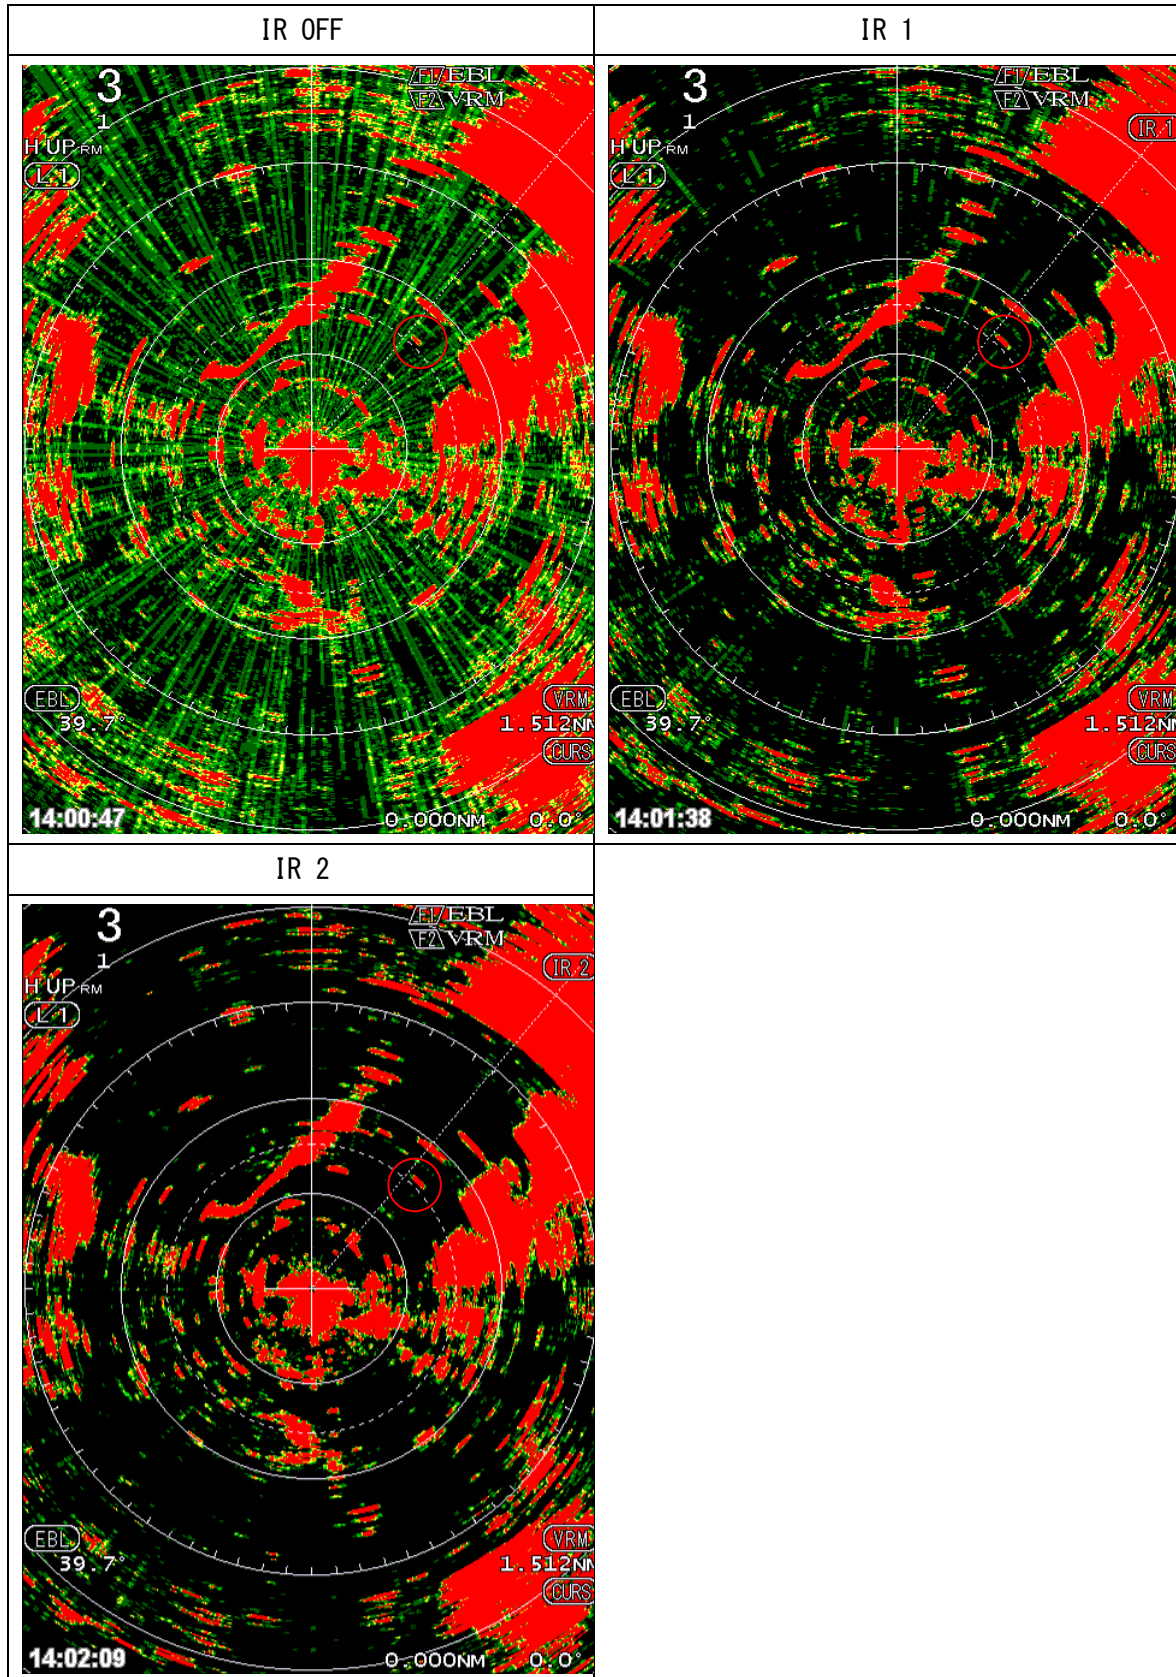 IR OFF
IR 1
3
1
F1/EBL
F2 VRM
H UP RM
L 1
EBL
39.7°
VRM
1.512NM
CURS
14:00:47
0.000NM 0.0°
3
1
F1/EBL
F2 VRM
IR 1
H UP RM
L 1
EBL
39.7°
VRM
1.512NM
CURS
14:01:38
0.000NM 0.0°
IR 2
3
1
F1/EBL
F2 VRM
IR 2
H UP RM
L 1
EBL
39.7°
VRM
1.512NM
CURS
14:02:09
0.000NM 0.0°